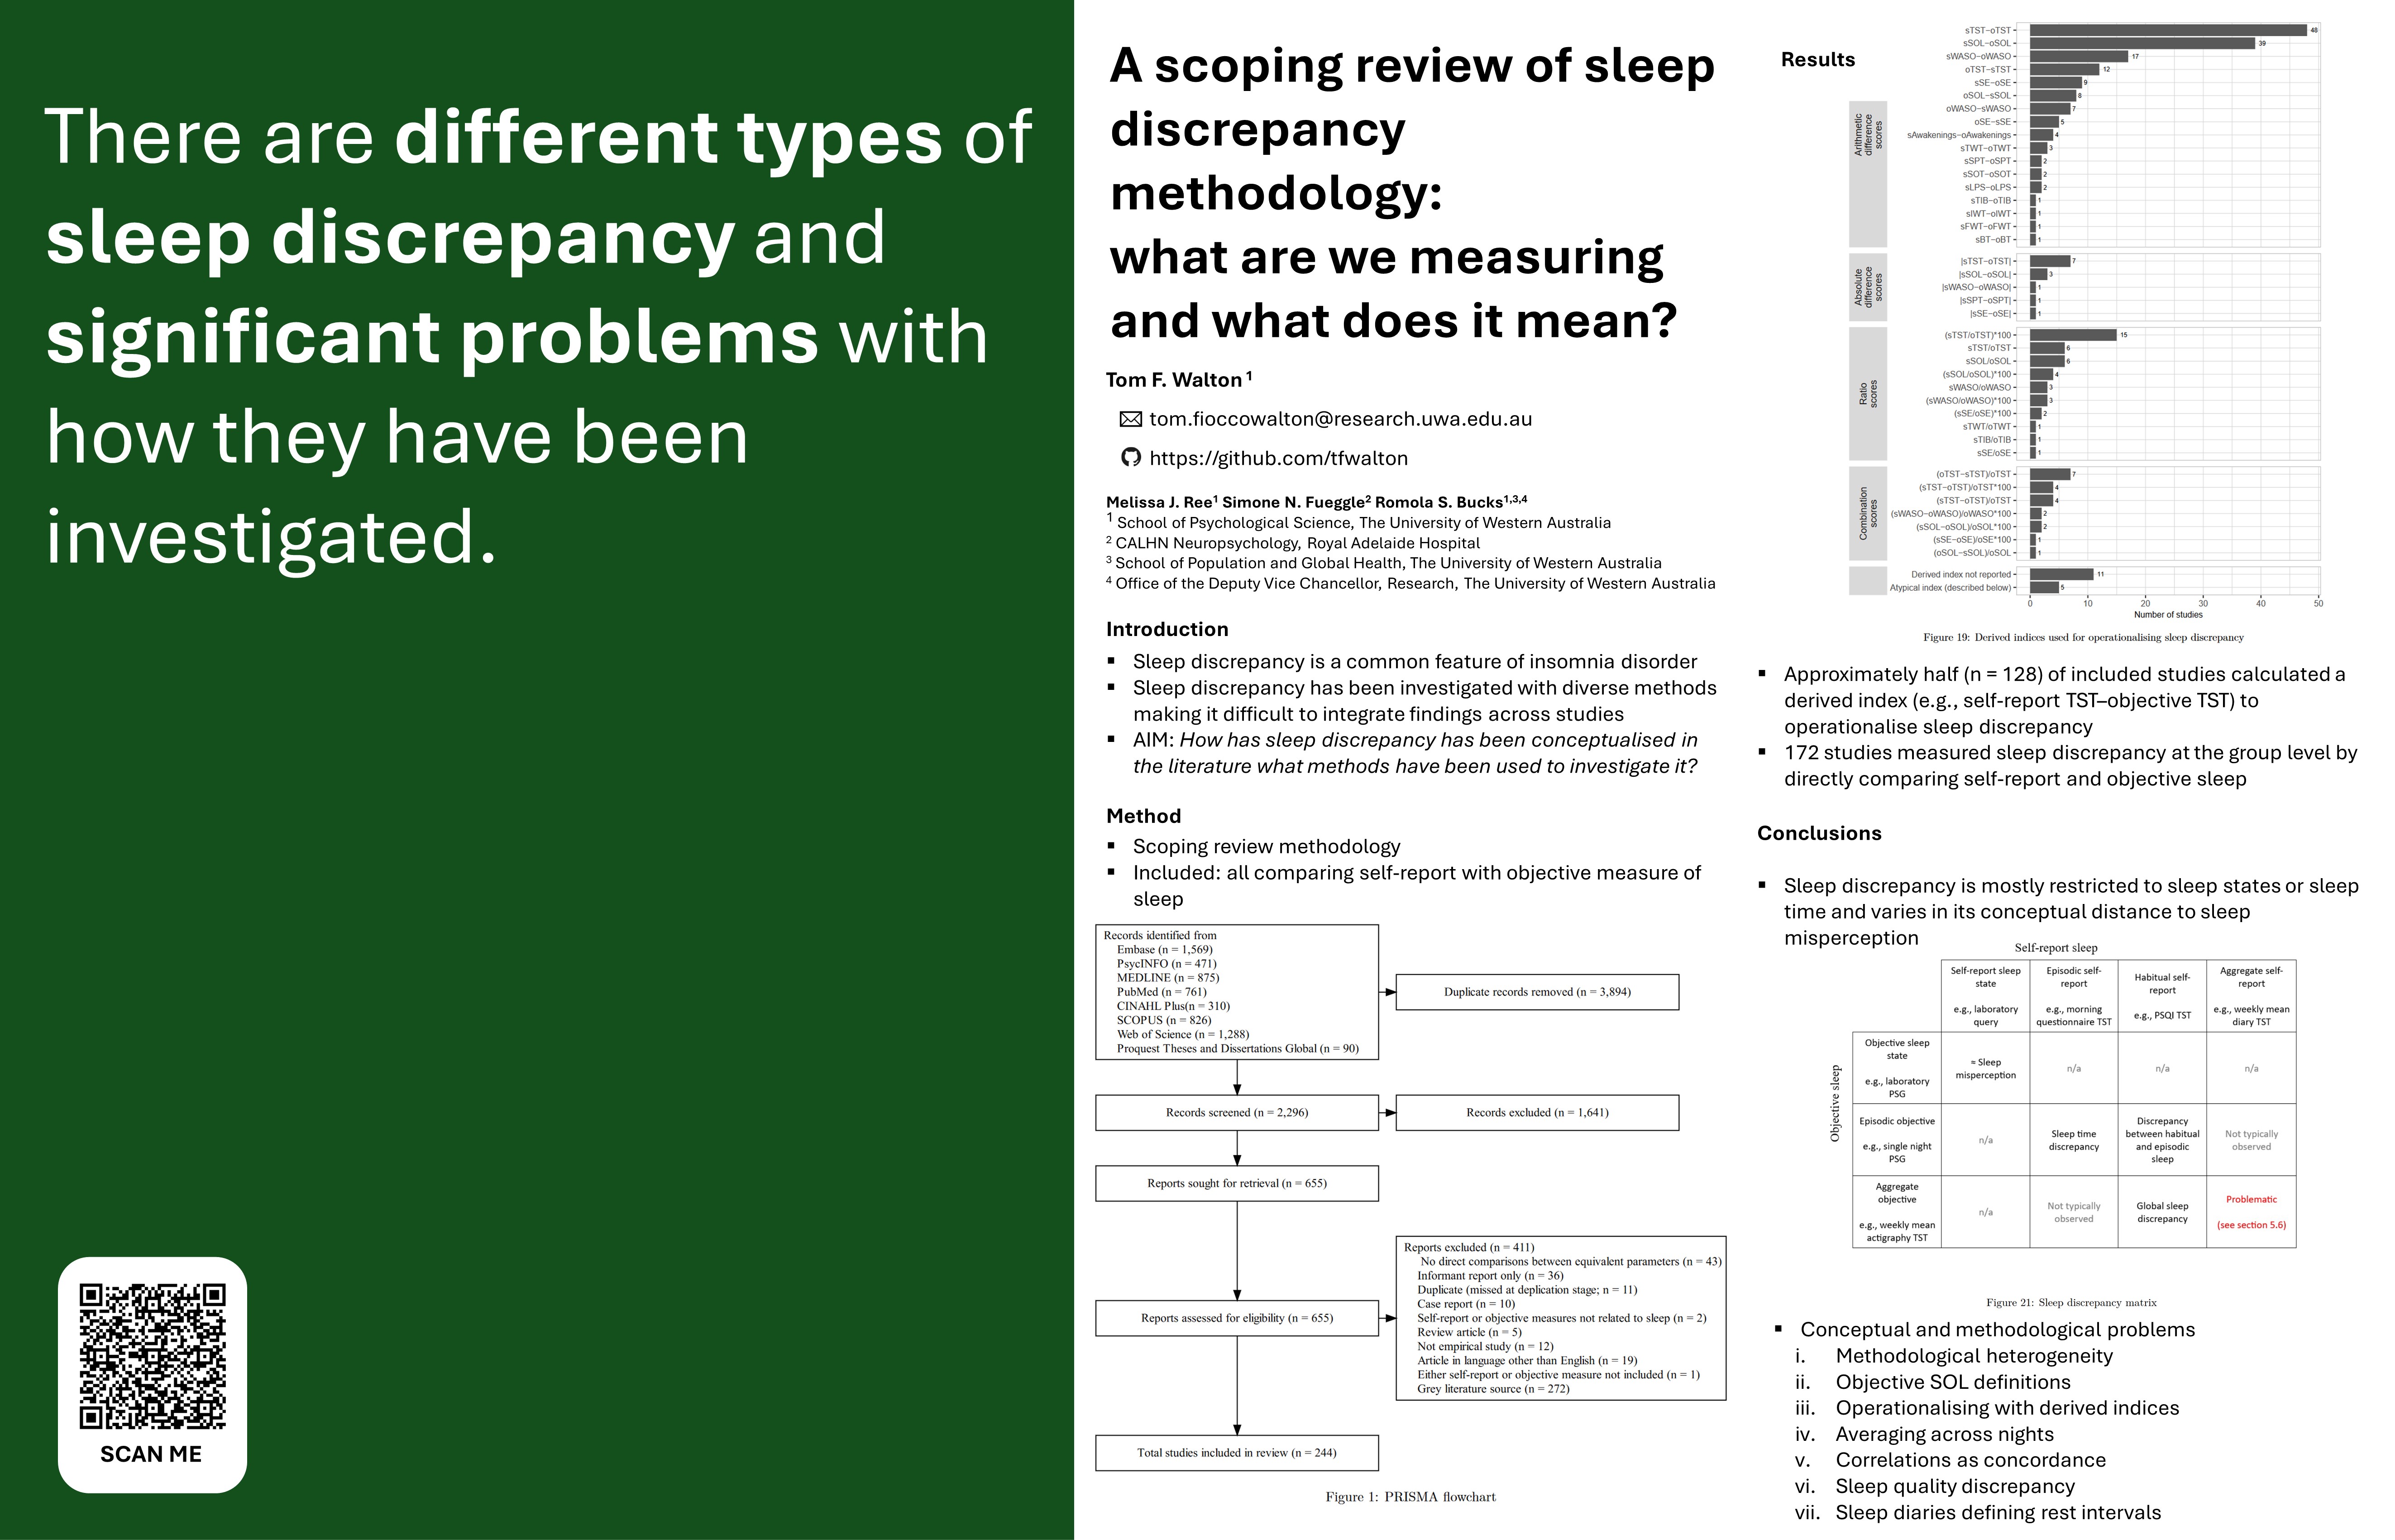 There are different types of
sleep discrepancy and
significant problems with
how they have been
investigated.
SCAN ME
A scoping review of sleep
discrepancy
methodology:
what are we measuring
and what does it mean?
Tom F. Walton 1
tom.fioccowalton@research.uwa.edu.au
https://github.com/tfwalton
Melissa J. Ree1 Simone N. Fueggle2 Romola S. Bucks1,3,4
1 School of Psychological Science, The University of Western Australia
2 CALHN Neuropsychology, Royal Adelaide Hospital
3 School of Population and Global Health, The University of Western Australia
4 Office of the Deputy Vice Chancellor, Research, The University of Western Australia
Introduction
▪ Sleep discrepancy is a common feature of insomnia disorder
▪ Sleep discrepancy has been investigated with diverse methods
making it difficult to integrate findings across studies
▪ AIM: How has sleep discrepancy has been conceptualised in
the literature what methods have been used to investigate it?
Method
▪ Scoping review methodology
▪ Included: all comparing self-report with objective measure of
sleep
Records identified from
Embase (n = 1,569)
PsycINFO (n = 471)
MEDLINE (n = 875)
PubMed (n = 761)
CINAHL Plus(n = 310)
SCOPUS (n = 826)
Web of Science (n = 1,288)
Proquest Theses and Dissertations Global (n = 90)
Duplicate records removed (n = 3,894)
Records screened (n = 2,296)
Records excluded (n = 1,641)
Reports sought for retrieval (n = 655)
Reports assessed for eligibility (n = 655)
Reports excluded (n = 411)
No direct comparisons between equivalent parameters (n = 43)
Informant report only (n = 36)
Duplicate (missed at deplication stage; n = 11)
Case report (n = 10)
Self-report or objective measures not related to sleep (n = 2)
Review article (n = 5)
Not empirical study (n = 12)
Article in language other than English (n = 19)
Either self-report or objective measure not included (n = 1)
Grey literature source (n = 272)
Total studies included in review (n = 244)
Figure 1: PRISMA flowchart
Results
Arithmetic
difference
scores
sTST−oTST 48
sSOL−oSOL 39
sWASO−oWASO 17
oTST−sTST 12
sSE−oSE 9
oSOL−sSOL 8
oWASO−sWASO 7
oSE−sSE 5
sAwakenings−oAwakenings 4
sTWT−oTWT 3
sSPT−oSPT 2
sSOT−oSOT 2
sLPS−oLPS 2
sTIB−oTIB 1
sIWT−oIWT 1
sFWT−oFWT 1
sBT−oBT 1
Absolute
difference
scores
|sTST−oTST| 7
|sSOL−oSOL| 3
|sWASO−oWASO| 1
|sSPT−oSPT| 1
|sSE−oSE| 1
Ratio
scores
(sTST/oTST)*100 15
sTST/oTST 6
sSOL/oSOL 6
(sSOL/oSOL)*100 4
sWASO/oWASO 3
(sWASO/oWASO)*100 3
(sSE/oSE)*100 2
sTWT/oTWT 1
sTIB/oTIB 1
sSE/oSE 1
Combination
scores
(oTST−sTST)/oTST 7
(sTST−oTST)/oTST*100 4
(sTST−oTST)/oTST 4
(sWASO−oWASO)/oWASO*100 2
(sSOL−oSOL)/oSOL*100 2
(sSE−oSE)/oSE*100 1
(oSOL−sSOL)/oSOL 1
Derived index not reported 11
Atypical index (described below) 5
0 10 20 30 40 50
Number of studies
Figure 19: Derived indices used for operationalising sleep discrepancy
▪ Approximately half (n = 128) of included studies calculated a
derived index (e.g., self-report TST–objective TST) to
operationalise sleep discrepancy
▪ 172 studies measured sleep discrepancy at the group level by
directly comparing self-report and objective sleep
Conclusions
▪ Sleep discrepancy is mostly restricted to sleep states or sleep
time and varies in its conceptual distance to sleep
misperception
Self-report sleep
Self-report sleep
state
e.g., laboratory
query
Episodic self-
report
e.g., morning
questionnaire TST
Habitual self-
report
e.g., PSQI TST
Aggregate self-
report
e.g., weekly mean
diary TST
Objective sleep
Objective sleep
state
e.g., laboratory
PSG
≈ Sleep
misperception
n/a
n/a
n/a
Episodic objective
e.g., single night
PSG
n/a
Sleep time
discrepancy
Discrepancy
between habitual
and episodic
sleep
Not typically
observed
Aggregate
objective
e.g., weekly mean
actigraphy TST
n/a
Not typically
observed
Global sleep
discrepancy
Problematic
(see section 5.6)
Figure 21: Sleep discrepancy matrix
▪ Conceptual and methodological problems
i. Methodological heterogeneity
ii. Objective SOL definitions
iii. Operationalising with derived indices
iv. Averaging across nights
v. Correlations as concordance
vi. Sleep quality discrepancy
vii. Sleep diaries defining rest intervals